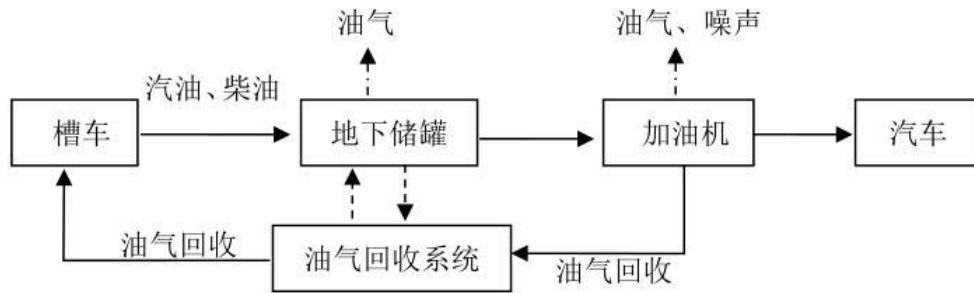 油气
油气、噪声
汽油、柴油
槽车
地下储罐
加油机
汽车
油气回收
油气回收系统
油气回收